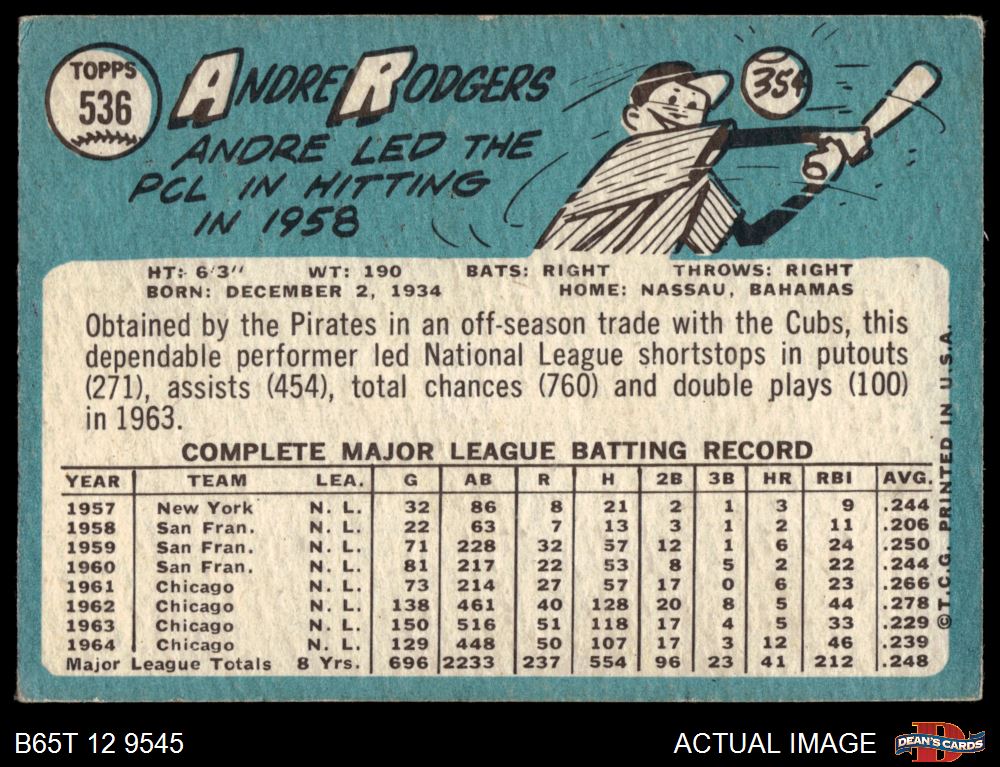 TOPPS
536
ANDRE RODGERS
ANDRE LED THE
PCL IN HITTING
IN 1958
.354
HT: 6'3" WT: 190 BATS: RIGHT THROWS: RIGHT
BORN: DECEMBER 2, 1934 HOME: NASSAU, BAHAMAS
Obtained by the Pirates in an off-season trade with the Cubs, this
dependable performer led National League shortstops in putouts
(271), assists (454), total chances (760) and double plays (100)
in 1963.
COMPLETE MAJOR LEAGUE BATTING RECORD
YEAR TEAM LEA. G AB R H 2B 3B HR RBI AVG.
1957 New York N. L. 32 86 8 21 2 1 3 9 .244
1958 San Fran. N. L. 22 63 7 13 3 1 2 11 .206
1959 San Fran. N. L. 71 228 32 57 12 1 6 24 .250
1960 San Fran. N. L. 81 217 22 53 8 5 2 22 .244
1961 Chicago N. L. 73 214 27 57 17 0 6 23 .266
1962 Chicago N. L. 138 461 40 128 20 8 5 44 .278
1963 Chicago N. L. 150 516 51 118 17 4 5 33 .229
1964 Chicago N. L. 129 448 50 107 17 3 12 46 .239
Major League Totals 8 Yrs. 696 2233 237 554 96 23 41 212 .248
©T.C.G. PRINTED IN U.S.A.
B65T 12 9545
ACTUAL IMAGE
D
DEAN'S CARDS